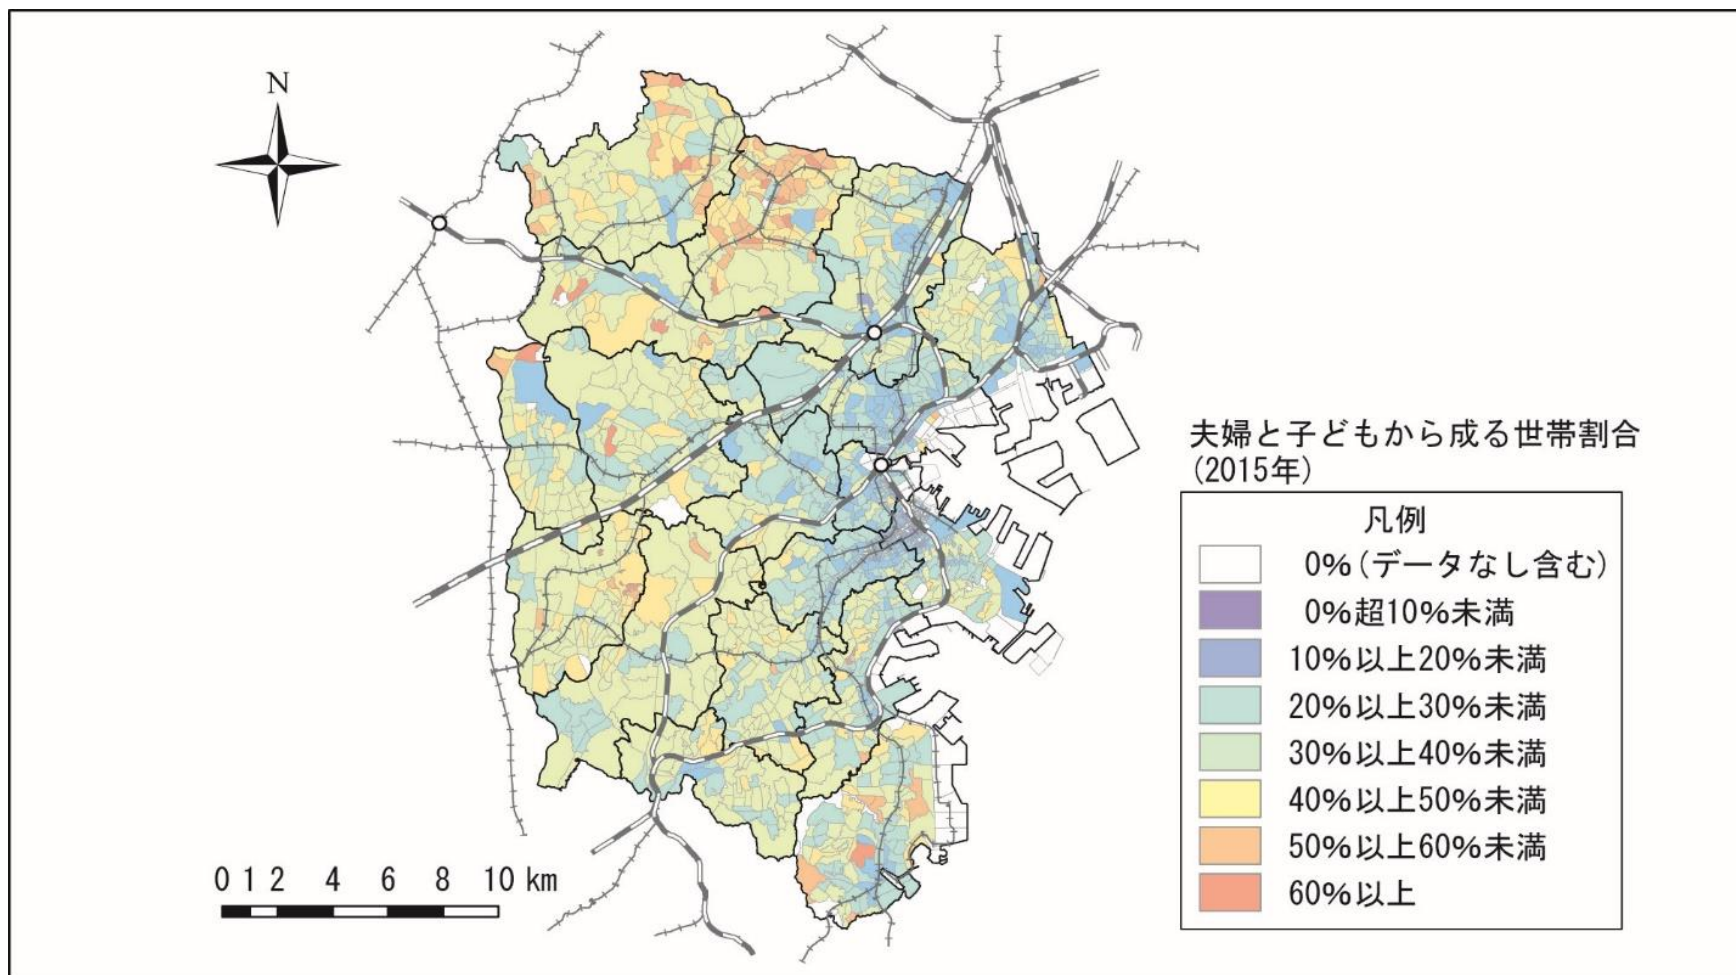 N
夫婦と子どもから成る世帯割合
(2015年)
凡例
0%(データなし含む)
0%超10%未満
10%以上20%未満
20%以上30%未満
30%以上40%未満
40%以上50%未満
50%以上60%未満
60%以上
0 1 2 4 6 8 10 km